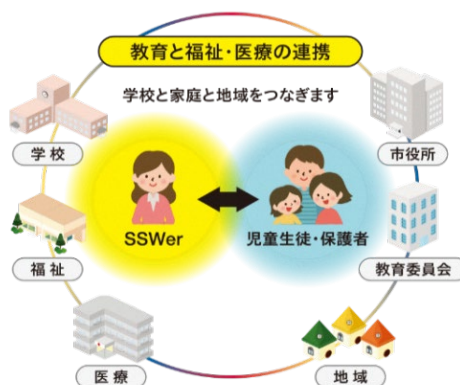 教育と福祉・医療の連携
学校と家庭と地域をつなぎます
学校
市役所
SSWer
児童生徒・保護者
福祉
教育委員会
医療
地域